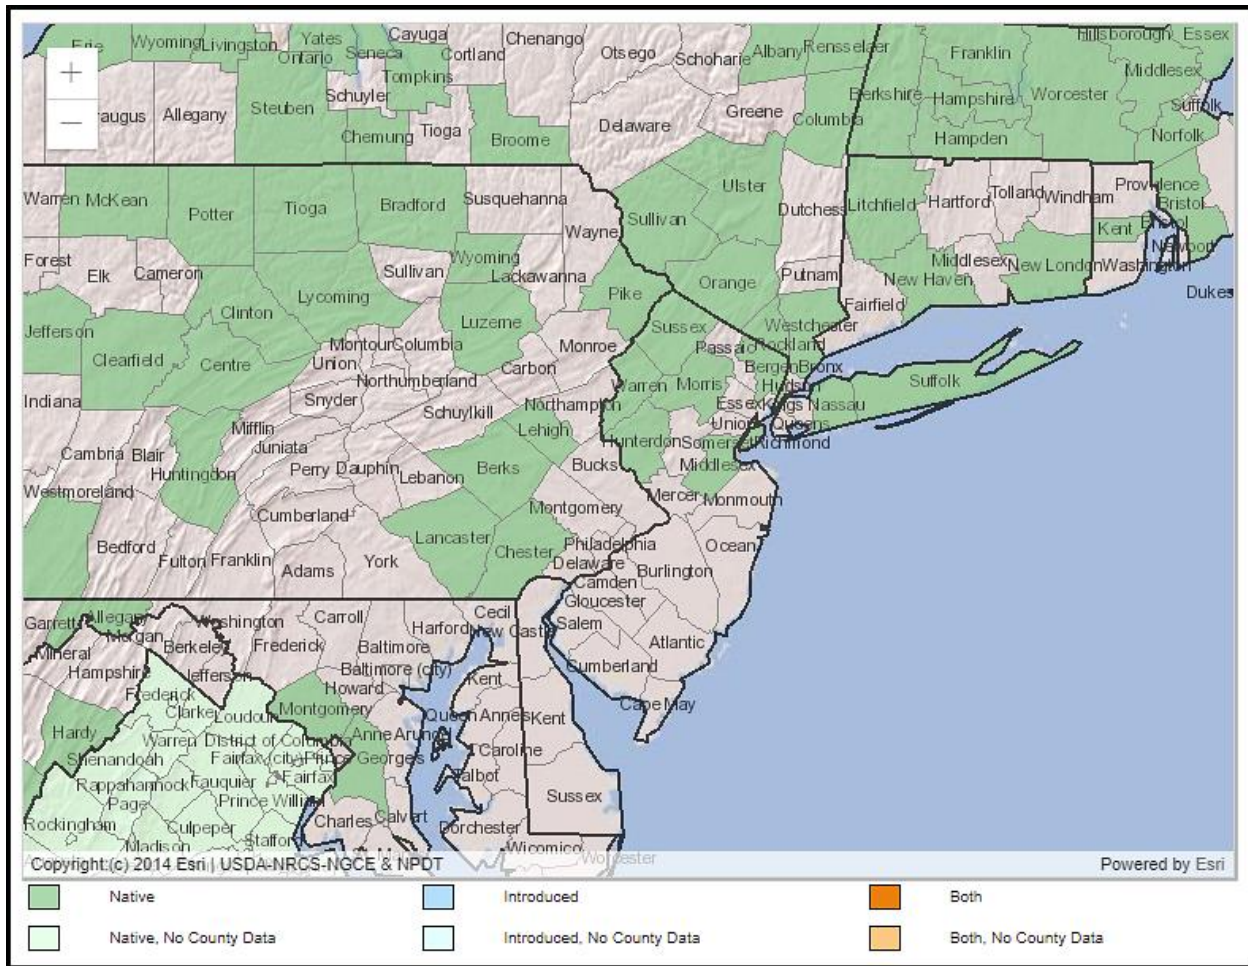 Erie Wyoming Livingston Yates Seneca Cayuga Cortland Chenango Otsego Schoharie Albany Rensselaer Franklin Hillsborough Essex
+
Ontario Tompkins Middlesex
−
raugus Allegany Steuben Schuyler Greene Columbia Berkshire Hampshire Worcester Suffolk
Chemung Tioga Broome Delaware Hampden Norfolk
Warren McKean Potter Tioga Bradford Susquehanna Ulster Dutchess Litchfield Hartford Tolland Windham Providence
Wayne Sullivan Kent Bristol Bristol
Forest Elk Cameron Sullivan Wyoming Lackawanna Putnam Middlesex New London Washington Newport
Clinton Lycoming Luzerne Pike Orange New Haven Fairfield Dukes
Jefferson Clearfield Centre Montour Columbia Monroe Sussex Passaic Westchester Rockland
Union Northumberland Carbon Warren Morris Bergen Bronx Hudson Suffolk
Indiana Snyder Schuylkill Northampton Essex Kings Nassau
Mifflin Juniata Lehigh Hunterdon Somerset Union Queens Richmond
Cambria Blair Huntingdon Perry Dauphin Lebanon Berks Bucks Middlesex
Westmoreland Cumberland Montgomery Mercer Monmouth
Bedford Fulton Franklin Adams York Lancaster Chester Philadelphia Ocean
Delaware Camden Burlington
Garrett Allegany Washington Carroll Cecil Gloucester
Morgan Berkeley Frederick Baltimore Harford New Castle Salem Atlantic
Mineral Hampshire Jefferson Baltimore (city) Cumberland
Frederick Clarke Loudoun Howard Kent Cape May
Hardy Warren Montgomery Queen Annes Kent
Shenandoah District of Columbia Anne Arundel Caroline
Fairfax (city) Prince Georges
Rappahannock Fauquier Fairfax Talbot Sussex
Page Prince William
Rockingham Culpeper Stafford Charles Calvert Dorchester
Madison Wicomico Worcester
Copyright:(c) 2014 Esri | USDA-NRCS-NGCE & NPDT Powered by Esri
Native Introduced Both
Native, No County Data Introduced, No County Data Both, No County Data